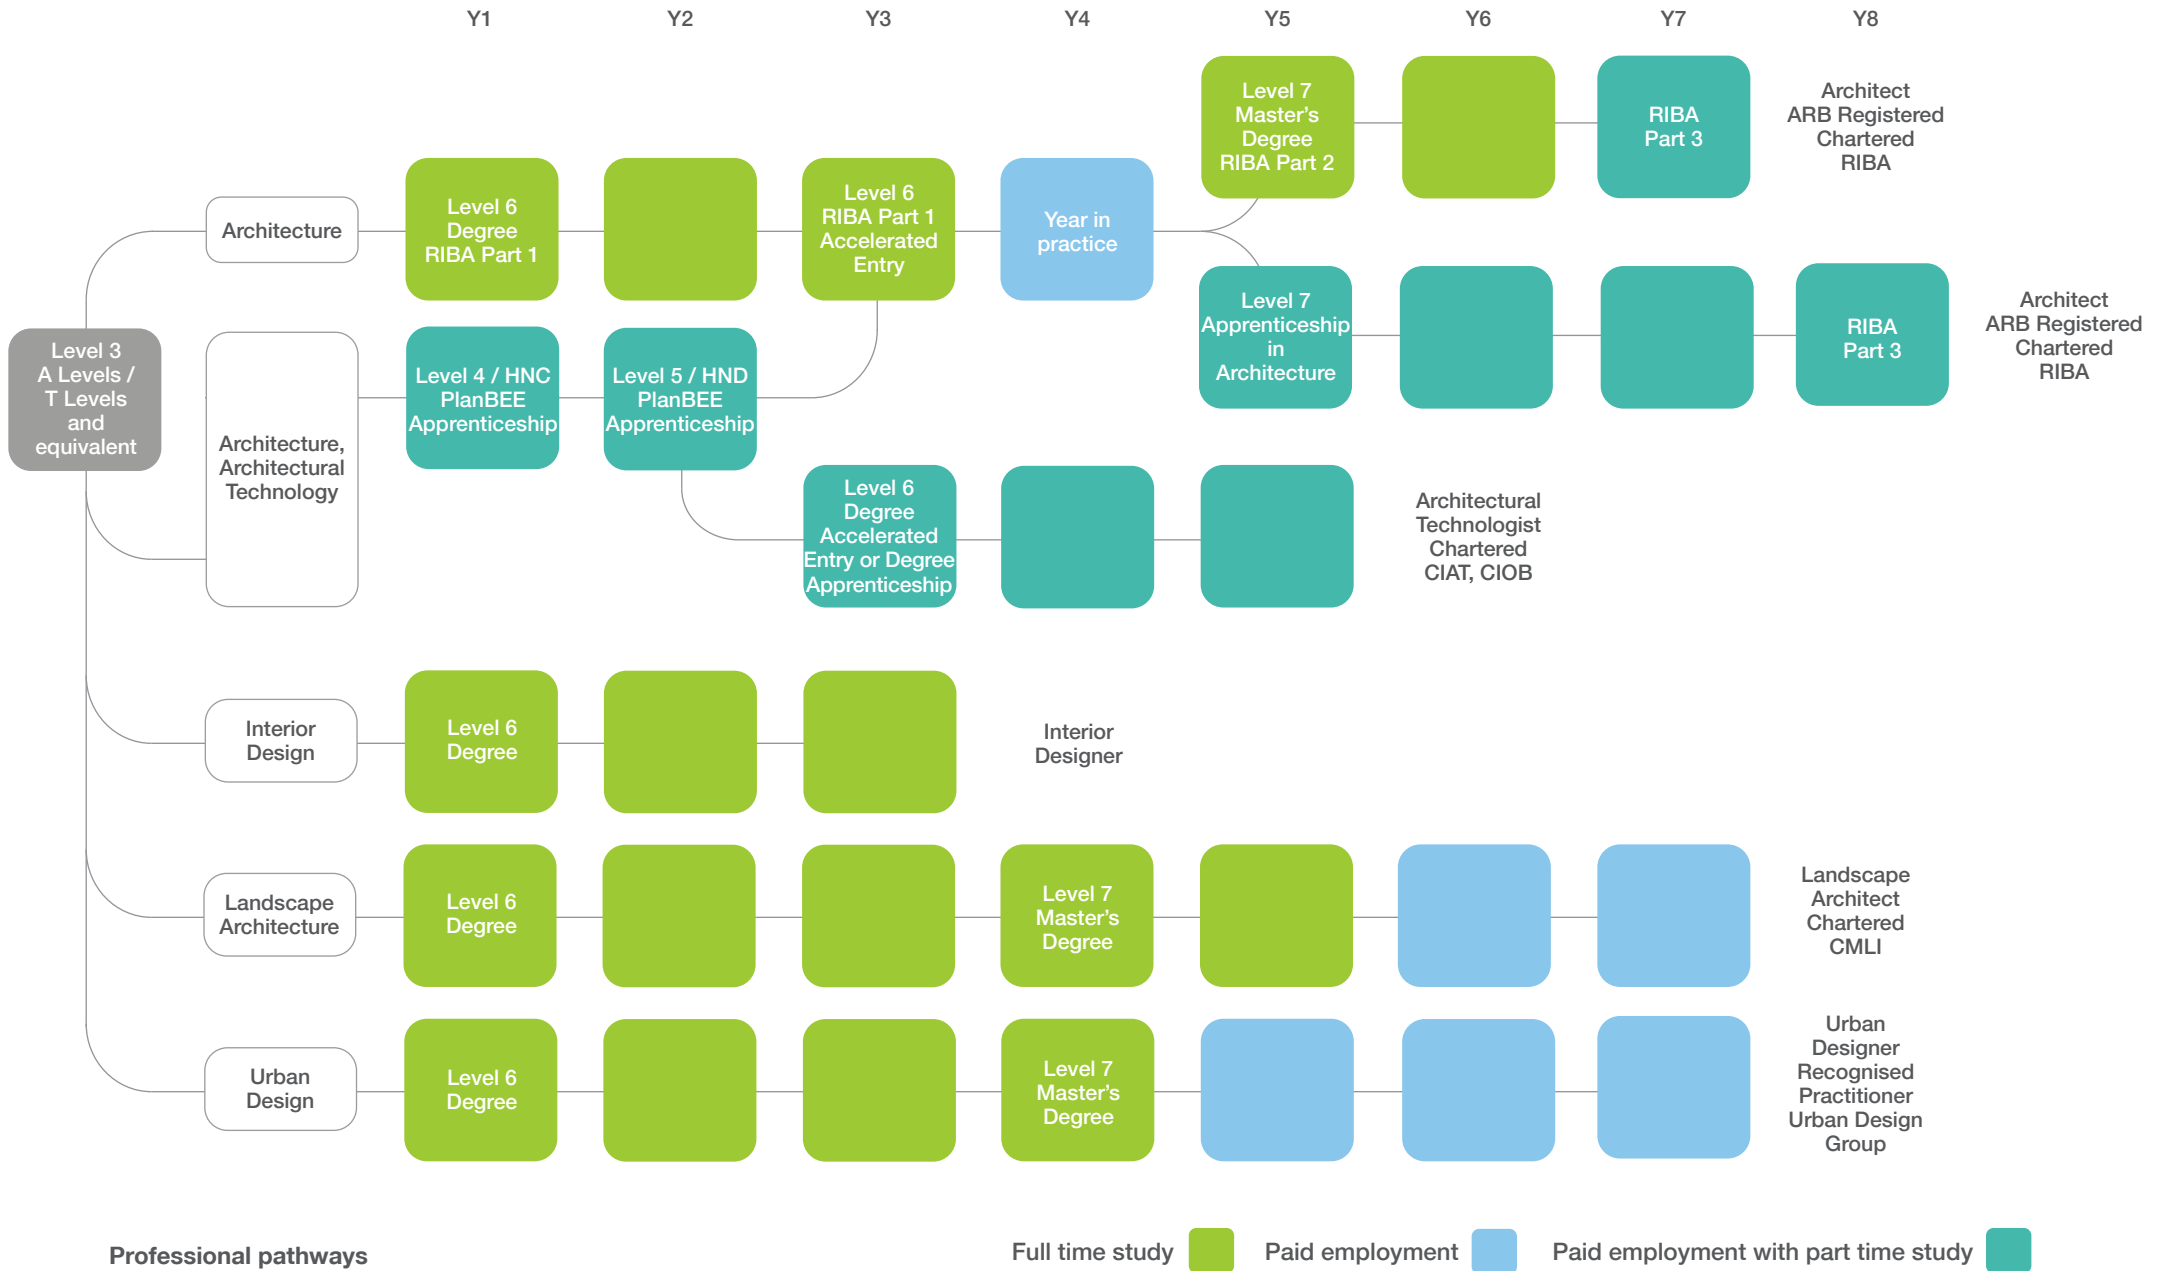 Y1 Y2 Y3 Y4 Y5 Y6 Y7 Y8
Level 3
A Levels /
T Levels
and
equivalent
Architecture
Level 6
Degree
RIBA Part 1
Level 6
RIBA Part 1
Accelerated
Entry
Year in
practice
Level 7
Master’s
Degree
RIBA Part 2
RIBA
Part 3
Architect
ARB Registered
Chartered
RIBA
Level 7
Apprenticeship
in
Architecture
RIBA
Part 3
Architect
ARB Registered
Chartered
RIBA
Architecture,
Architectural
Technology
Level 4 / HNC
PlanBEE
Apprenticeship
Level 5 / HND
PlanBEE
Apprenticeship
Level 6
Degree
Accelerated
Entry or Degree
Apprenticeship
Architectural
Technologist
Chartered
CIAT, CIOB
Interior
Design
Level 6
Degree
Interior
Designer
Landscape
Architecture
Level 6
Degree
Level 7
Master’s
Degree
Landscape
Architect
Chartered
CMLI
Urban
Design
Level 6
Degree
Level 7
Master’s
Degree
Urban
Designer
Recognised
Practitioner
Urban Design
Group
Professional pathways
Full time study
Paid employment
Paid employment with part time study